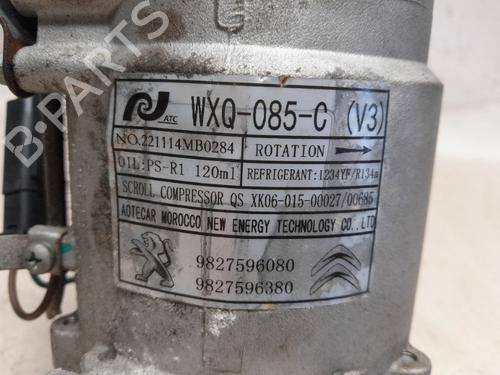 ATC
WXQ-085-C (V3)
NO.221114MB0284 ROTATION
OIL:PS-R1 120ml REFRIGERANT:1234YF/R134a
SCROLL COMPRESSOR QS XK06-015-00027/00685
AOTECAR MOROCCO NEW ENERGY TECHNOLOGY CO., LTD
9827596080
9827596380
B-PARTS